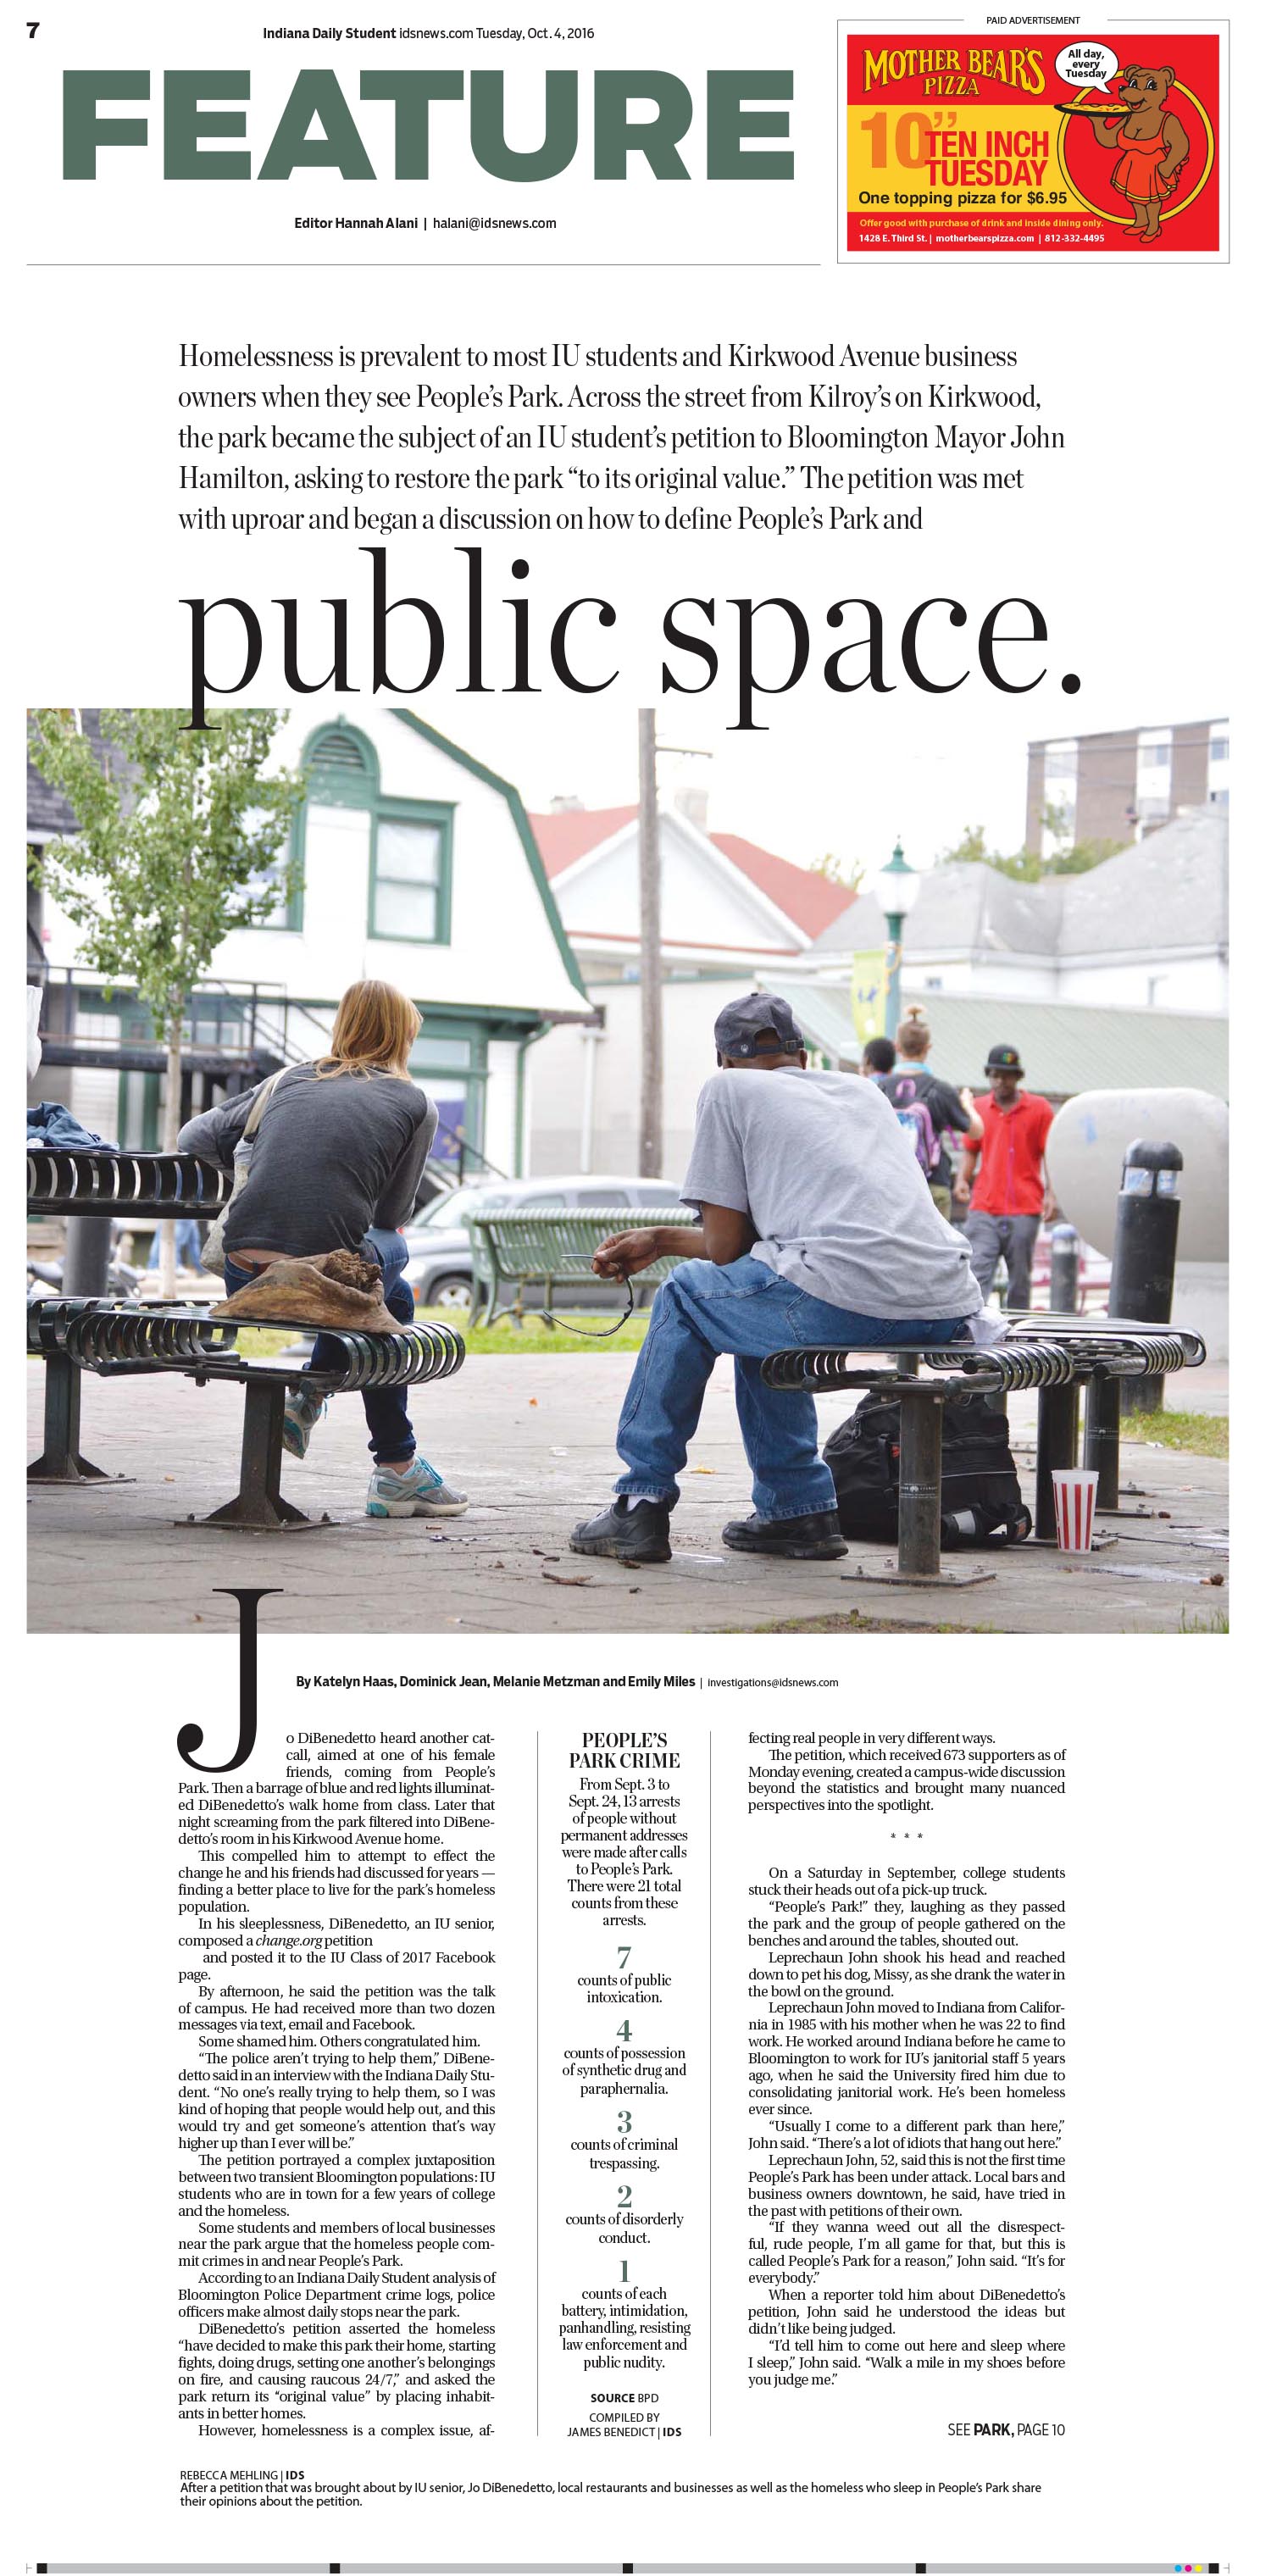 7
Indiana Daily Student idsnews.com Tuesday, Oct. 4, 2016
FEATURE
Editor Hannah Alani | halani@idsnews.com
PAID ADVERTISEMENT
MOTHER BEAR'S
PIZZA
All day,
every
Tuesday
10”
TEN INCH
TUESDAY
One topping pizza for $6.95
Offer good with purchase of drink and inside dining only.
1428 E. Third St. | motherbearspizza.com | 812-332-4495
Homelessness is prevalent to most IU students and Kirkwood Avenue business
owners when they see People’s Park. Across the street from Kilroy’s on Kirkwood,
the park became the subject of an IU student’s petition to Bloomington Mayor John
Hamilton, asking to restore the park “to its original value.” The petition was met
with uproar and began a discussion on how to define People’s Park and
public space.
By Katelyn Haas, Dominick Jean, Melanie Metzman and Emily Miles | investigations@idsnews.com
Jo DiBenedetto heard another cat-
call, aimed at one of his female
friends, coming from People’s
Park. Then a barrage of blue and red lights illuminat-
ed DiBenedetto’s walk home from class. Later that
night screaming from the park filtered into DiBene-
detto’s room in his Kirkwood Avenue home.
This compelled him to attempt to effect the
change he and his friends had discussed for years —
finding a better place to live for the park’s homeless
population.
In his sleeplessness, DiBenedetto, an IU senior,
composed a change.org petition
and posted it to the IU Class of 2017 Facebook
page.
By afternoon, he said the petition was the talk
of campus. He had received more than two dozen
messages via text, email and Facebook.
Some shamed him. Others congratulated him.
“The police aren’t trying to help them,” DiBene-
detto said in an interview with the Indiana Daily Stu-
dent. “No one’s really trying to help them, so I was
kind of hoping that people would help out, and this
would try and get someone’s attention that’s way
higher up than I ever will be.”
The petition portrayed a complex juxtaposition
between two transient Bloomington populations: IU
students who are in town for a few years of college
and the homeless.
Some students and members of local businesses
near the park argue that the homeless people com-
mit crimes in and near People’s Park.
According to an Indiana Daily Student analysis of
Bloomington Police Department crime logs, police
officers make almost daily stops near the park.
DiBenedetto’s petition asserted the homeless
“have decided to make this park their home, starting
fights, doing drugs, setting one another’s belongings
on fire, and causing raucous 24/7,” and asked the
park return its “original value” by placing inhabit-
ants in better homes.
However, homelessness is a complex issue, af-
PEOPLE’S
PARK CRIME
From Sept. 3 to
Sept. 24, 13 arrests
of people without
permanent addresses
were made after calls
to People’s Park.
There were 21 total
counts from these
arrests.
7
counts of public
intoxication.
4
counts of possession
of synthetic drug and
paraphernalia.
3
counts of criminal
trespassing.
2
counts of disorderly
conduct.
1
counts of each
battery, intimidation,
panhandling, resisting
law enforcement and
public nudity.
SOURCE BPD
COMPILED BY
JAMES BENEDICT | IDS
fecting real people in very different ways.
The petition, which received 673 supporters as of
Monday evening, created a campus-wide discussion
beyond the statistics and brought many nuanced
perspectives into the spotlight.
* * *
On a Saturday in September, college students
stuck their heads out of a pick-up truck.
“People’s Park!” they, laughing as they passed
the park and the group of people gathered on the
benches and around the tables, shouted out.
Leprechaun John shook his head and reached
down to pet his dog, Missy, as she drank the water in
the bowl on the ground.
Leprechaun John moved to Indiana from Califor-
nia in 1985 with his mother when he was 22 to find
work. He worked around Indiana before he came to
Bloomington to work for IU’s janitorial staff 5 years
ago, when he said the University fired him due to
consolidating janitorial work. He’s been homeless
ever since.
“Usually I come to a different park than here,”
John said. “There’s a lot of idiots that hang out here.”
Leprechaun John, 52, said this is not the first time
People’s Park has been under attack. Local bars and
business owners downtown, he said, have tried in
the past with petitions of their own.
“If they wanna weed out all the disrespect-
ful, rude people, I’m all game for that, but this is
called People’s Park for a reason,” John said. “It’s for
everybody.”
When a reporter told him about DiBenedetto’s
petition, John said he understood the ideas but
didn’t like being judged.
“I’d tell him to come out here and sleep where
I sleep,” John said. “Walk a mile in my shoes before
you judge me.”
SEE PARK, PAGE 10
REBECCA MEHLING | IDS
After a petition that was brought about by IU senior, Jo DiBenedetto, local restaurants and businesses as well as the homeless who sleep in People’s Park share
their opinions about the petition.